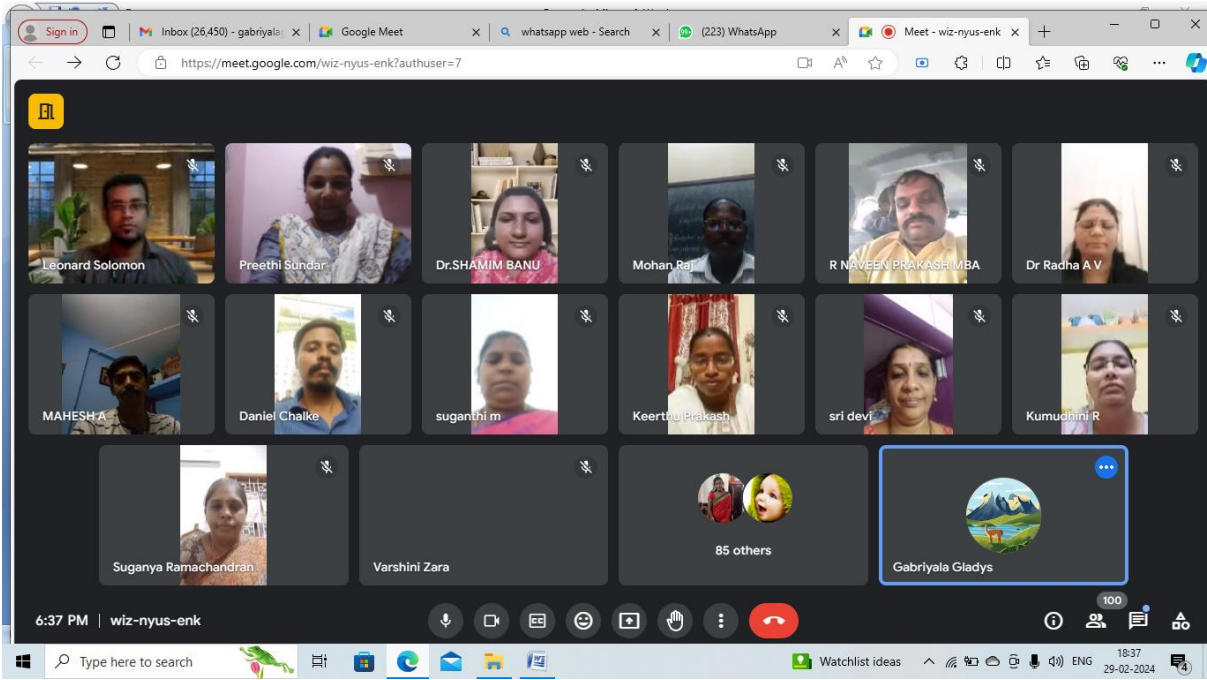 Sign in
Inbox (26,450) - gabriyala
Google Meet
whatsapp web - Search
99+
(223) WhatsApp
Meet - wiz-nyus-enk
https://meet.google.com/wiz-nyus-enk?authuser=7
Leonard Solomon
Preethi Sundar
Dr.SHAMIM BANU
Mohan Raj
R NAVEEN PRAKASH MBA
Dr Radha A V
MAHESH A
Daniel Chalke
suganthi m
Keerthu Prakash
sri devi
Kumudhini R
Suganya Ramachandran
Varshini Zara
85 others
Gabriyala Gladys
6:37 PM | wiz-nyus-enk
CC
100
Type here to search
Watchlist ideas
ENG
18:37
29-02-2024
4